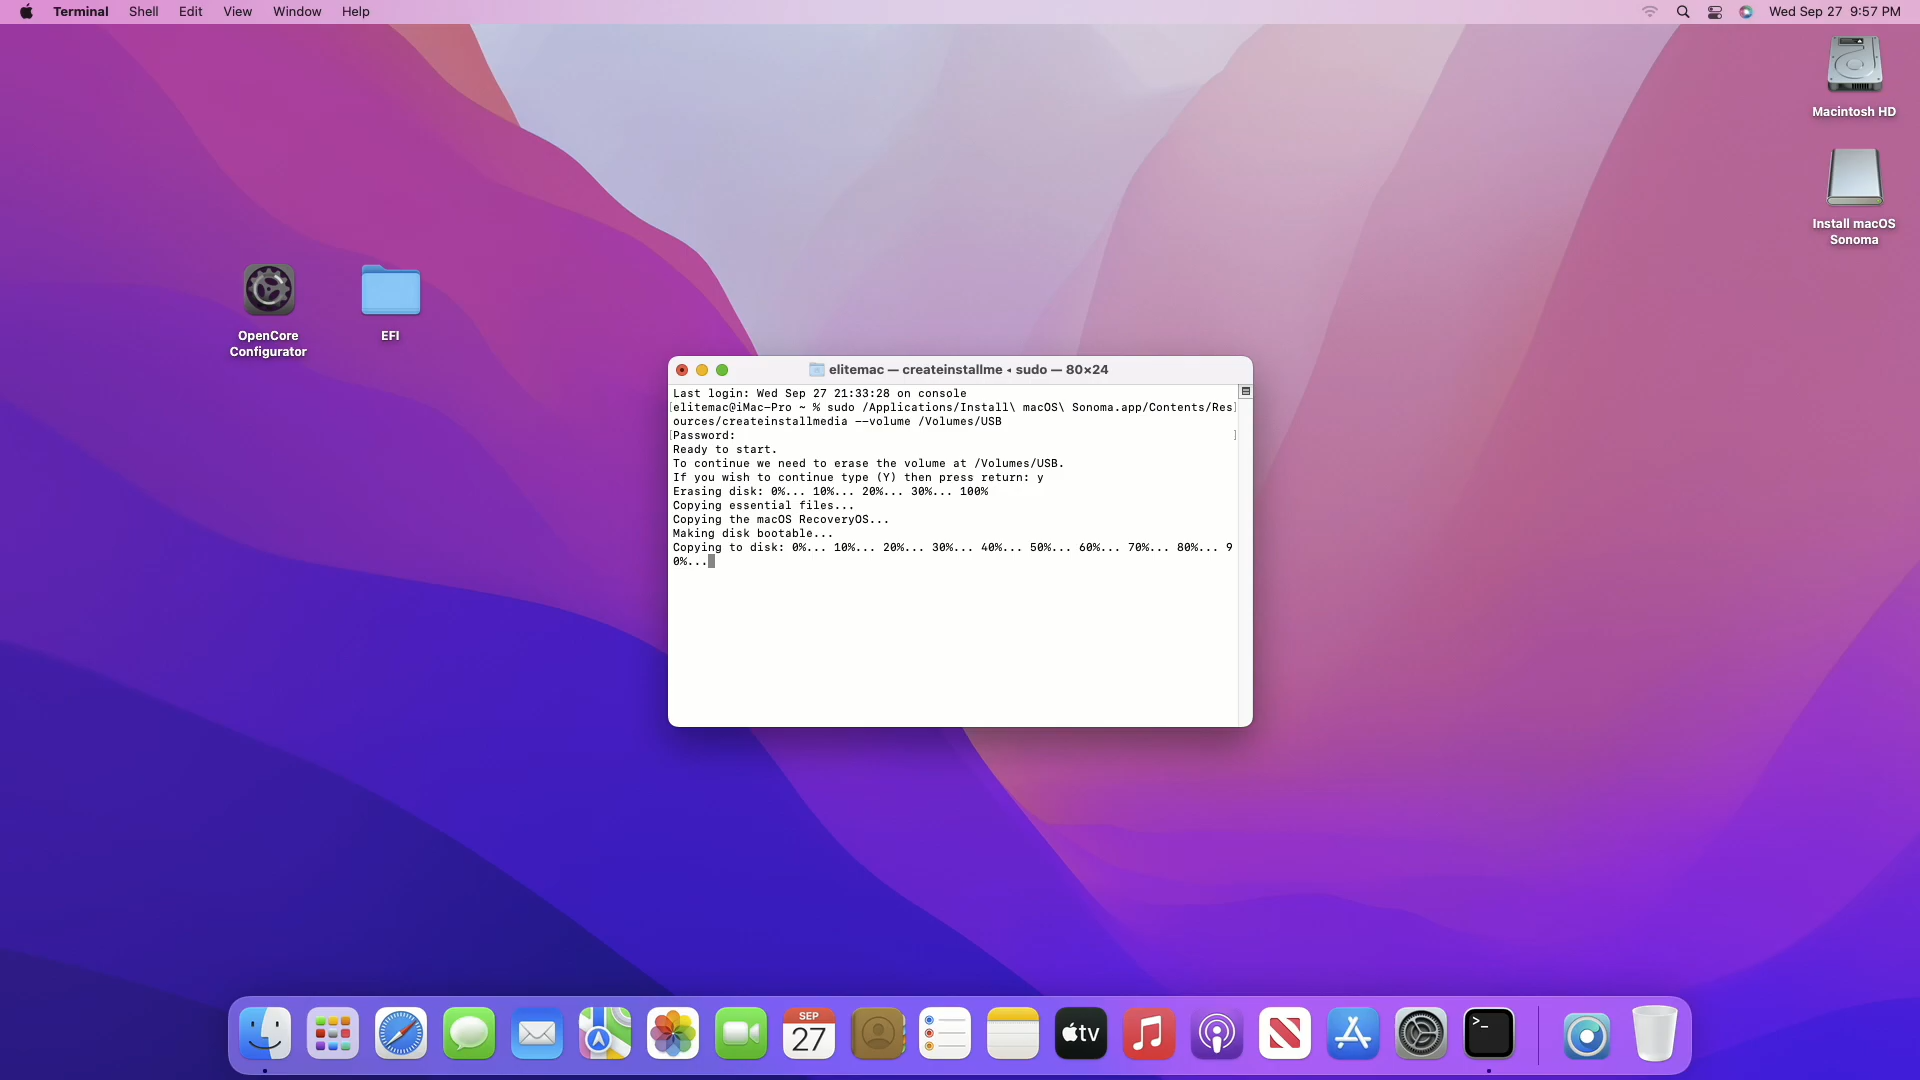 Terminal Shell Edit View Window Help
Wed Sep 27 9:57 PM
Macintosh HD
Install macOS
Sonoma
OpenCore
Configurator
EFI
elitemac — createinstallme ◂ sudo — 80×24
Last login: Wed Sep 27 21:33:28 on console
[elitemac@iMac-Pro ~ % sudo /Applications/Install\ macOS\ Sonoma.app/Contents/Res]
ources/createinstallmedia --volume /Volumes/USB
[Password: ]
Ready to start.
To continue we need to erase the volume at /Volumes/USB.
If you wish to continue type (Y) then press return: y
Erasing disk: 0%... 10%... 20%... 30%... 100%
Copying essential files...
Copying the macOS RecoveryOS...
Making disk bootable...
Copying to disk: 0%... 10%... 20%... 30%... 40%... 50%... 60%... 70%... 80%... 9
0%...
SEP
27
tv
>_